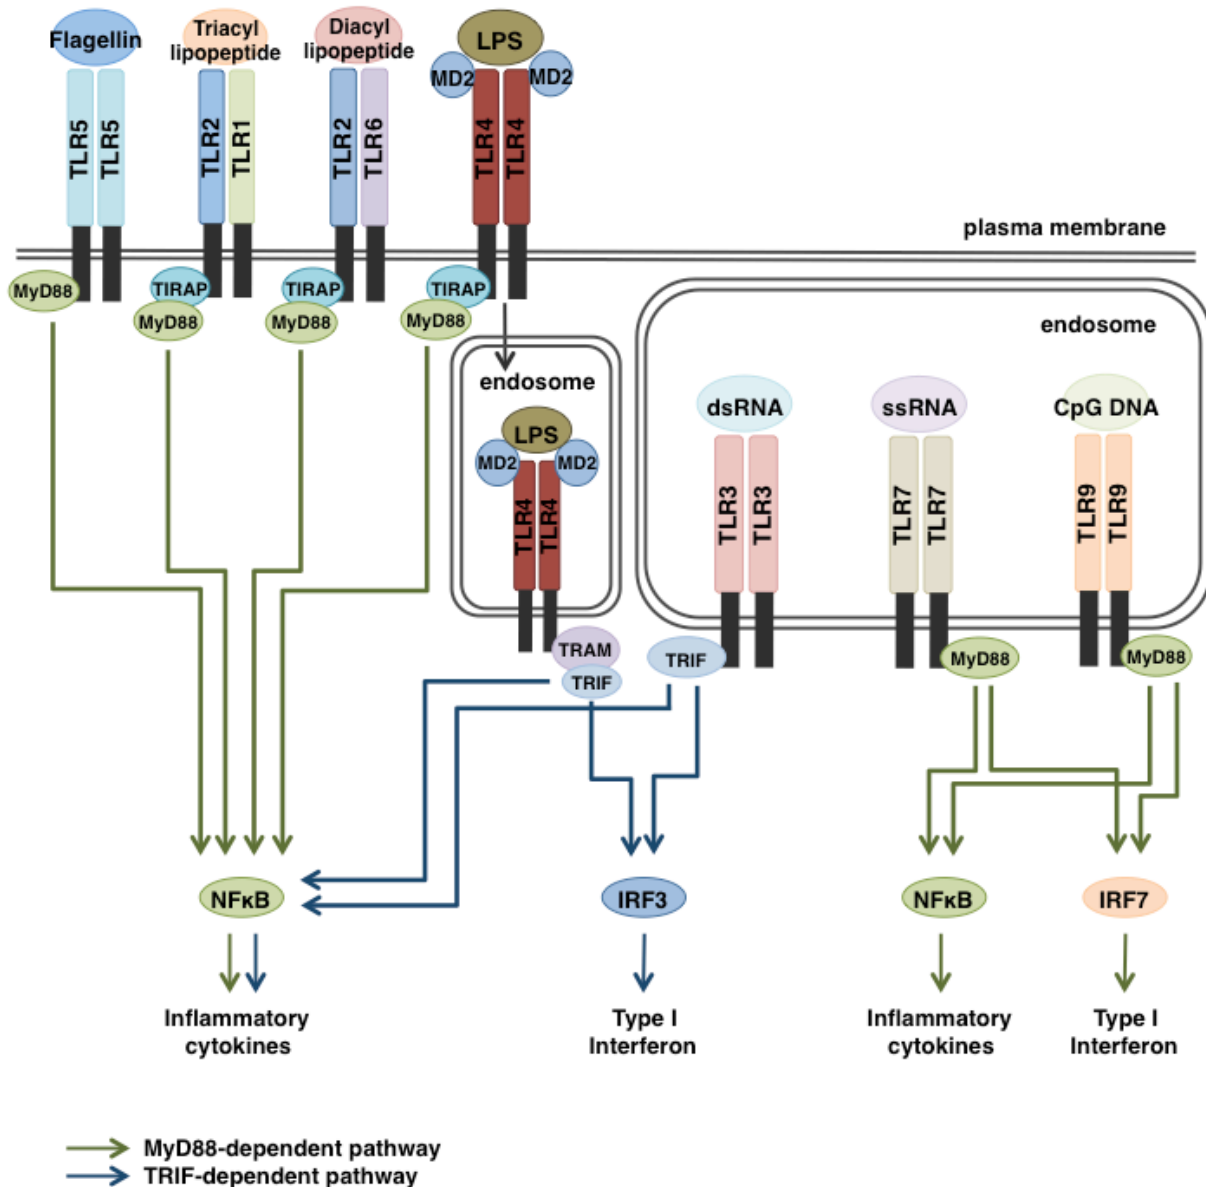 Flagellin
Triacyl
lipopeptide
Diacyl
lipopeptide
LPS
MD2
MD2
TLR5
TLR5
TLR2
TLR1
TLR2
TLR6
TLR4
TLR4
plasma membrane
MyD88
TIRAP
MyD88
TIRAP
MyD88
TIRAP
MyD88
endosome
LPS
MD2
MD2
TLR4
TLR4
TRAM
TRIF
endosome
dsRNA
ssRNA
CpG DNA
TLR3
TLR3
TLR7
TLR7
TLR9
TLR9
TRIF
MyD88
MyD88
NFκB
IRF3
NFκB
IRF7
Inflammatory
cytokines
Type I
Interferon
Inflammatory
cytokines
Type I
Interferon
MyD88-dependent pathway
TRIF-dependent pathway